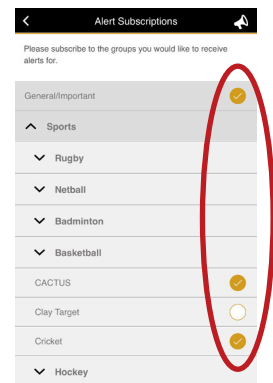 Alert Subscriptions
Please subscribe to the groups you would like to receive
alerts for.
General/Important
Sports
Rugby
Netball
Badminton
Basketball
CACTUS
Clay Target
Cricket
Hockey